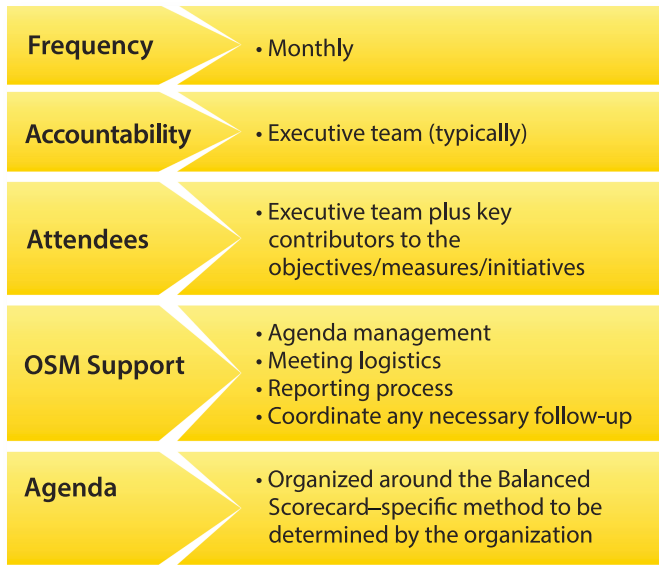 Frequency
• Monthly
Accountability
• Executive team (typically)
Attendees
• Executive team plus key
contributors to the
objectives/measures/initiatives
OSM Support
• Agenda management
• Meeting logistics
• Reporting process
• Coordinate any necessary follow-up
Agenda
• Organized around the Balanced
Scorecard–specific method to be
determined by the organization